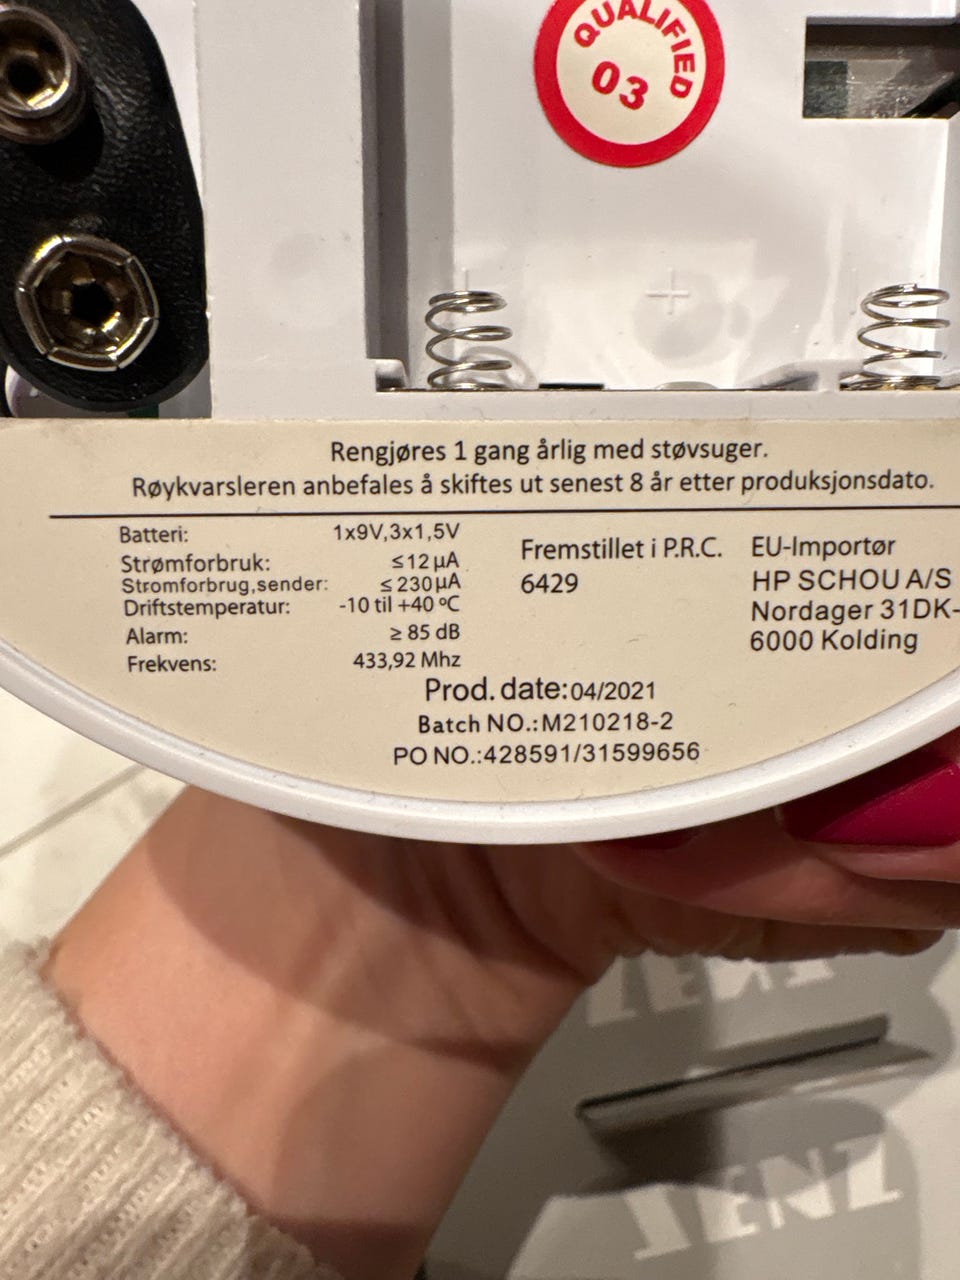 QUALIFIED
03
Rengjøres 1 gang årlig med støvsuger.
Røykvarsleren anbefales å skiftes ut senest 8 år etter produksjonsdato.
Batteri: 1x9V,3x1,5V
Strømforbruk: ≤12 µA
Stromforbrug,sender: ≤ 230µA
Driftstemperatur: -10 til +40 ºC
Alarm: ≥ 85 dB
Frekvens: 433,92 Mhz
Fremstillet i P.R.C.
6429
EU-Importør
HP SCHOU A/S
Nordager 31DK-
6000 Kolding
Prod. date:04/2021
Batch NO.:M210218-2
PO NO.:428591/31599656